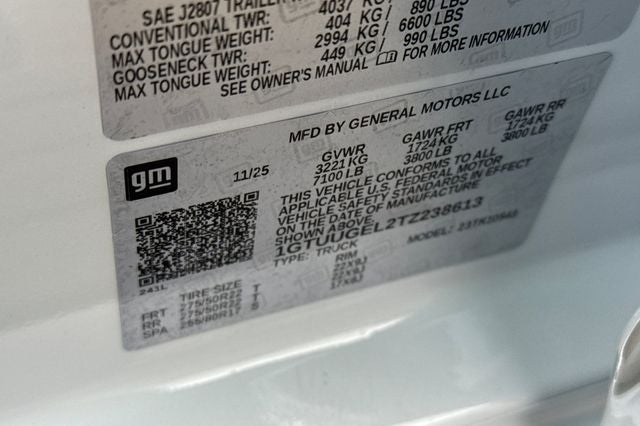 SAE J2807 TRAILER 4037 KG/ 890 LBS
CONVENTIONAL TWR: 404 KG/ 6600 LBS
MAX TONGUE WEIGHT: 2994 KG/ 990 LBS
GOOSENECK TWR: 449 KG/
MAX TONGUE WEIGHT:
SEE OWNER'S MANUAL FOR MORE INFORMATION
MFD BY GENERAL MOTORS LLC
gm
11/25
GVWR GAWR FRT GAWR RR
3221 KG 1724 KG 1724 KG
7100 LB 3800 LB 3800 LB
THIS VEHICLE CONFORMS TO ALL
APPLICABLE U.S. FEDERAL MOTOR
VEHICLE SAFETY STANDARDS IN EFFECT
ON THE DATE OF MANUFACTURE
SHOWN ABOVE
1GTUUGEL2TZ238613
TYPE: TRUCK MODEL:
241L
TIRE SIZE RIM
FRT 275/50R22 T 22X9J
RR 275/50R22 T 22X9J
SPA 255/80R17 S 17X8J